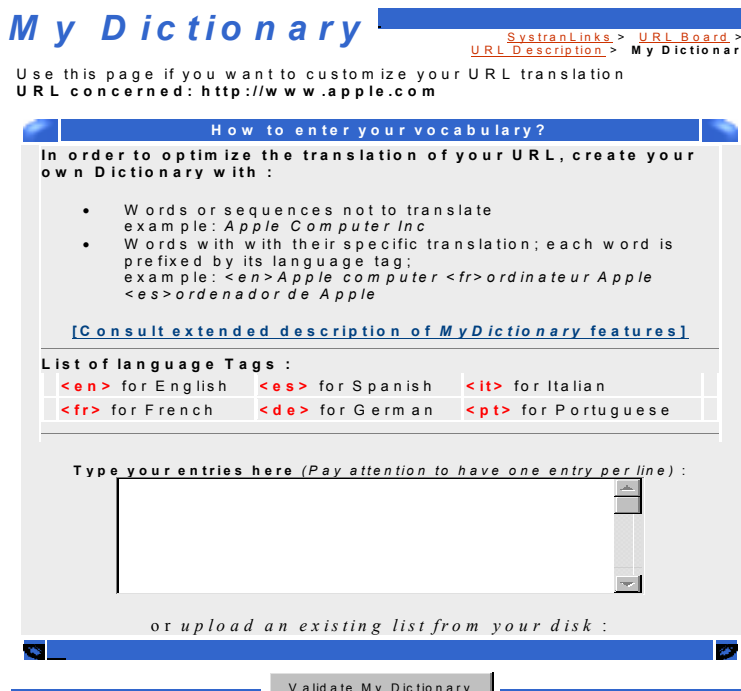 My Dictionary
SystranLinks > URL Board >
URL Description > My Dictionar
Use this page if you want to customize your URL translation
URL concerned: http://www.apple.com
How to enter your vocabulary?
In order to optimize the translation of your URL, create your
own Dictionary with :
• Words or sequences not to translate
example: Apple Computer Inc
• Words with with their specific translation; each word is
prefixed by its language tag;
example: <en>Apple computer <fr>ordinateur Apple
<es>ordenador de Apple
[Consult extended description of MyDictionary features]
List of language Tags :
<en> for English <es> for Spanish <it> for Italian
<fr> for French <de> for German <pt> for Portuguese
Type your entries here (Pay attention to have one entry per line) :
or upload an existing list from your disk :
Validate My Dictionary